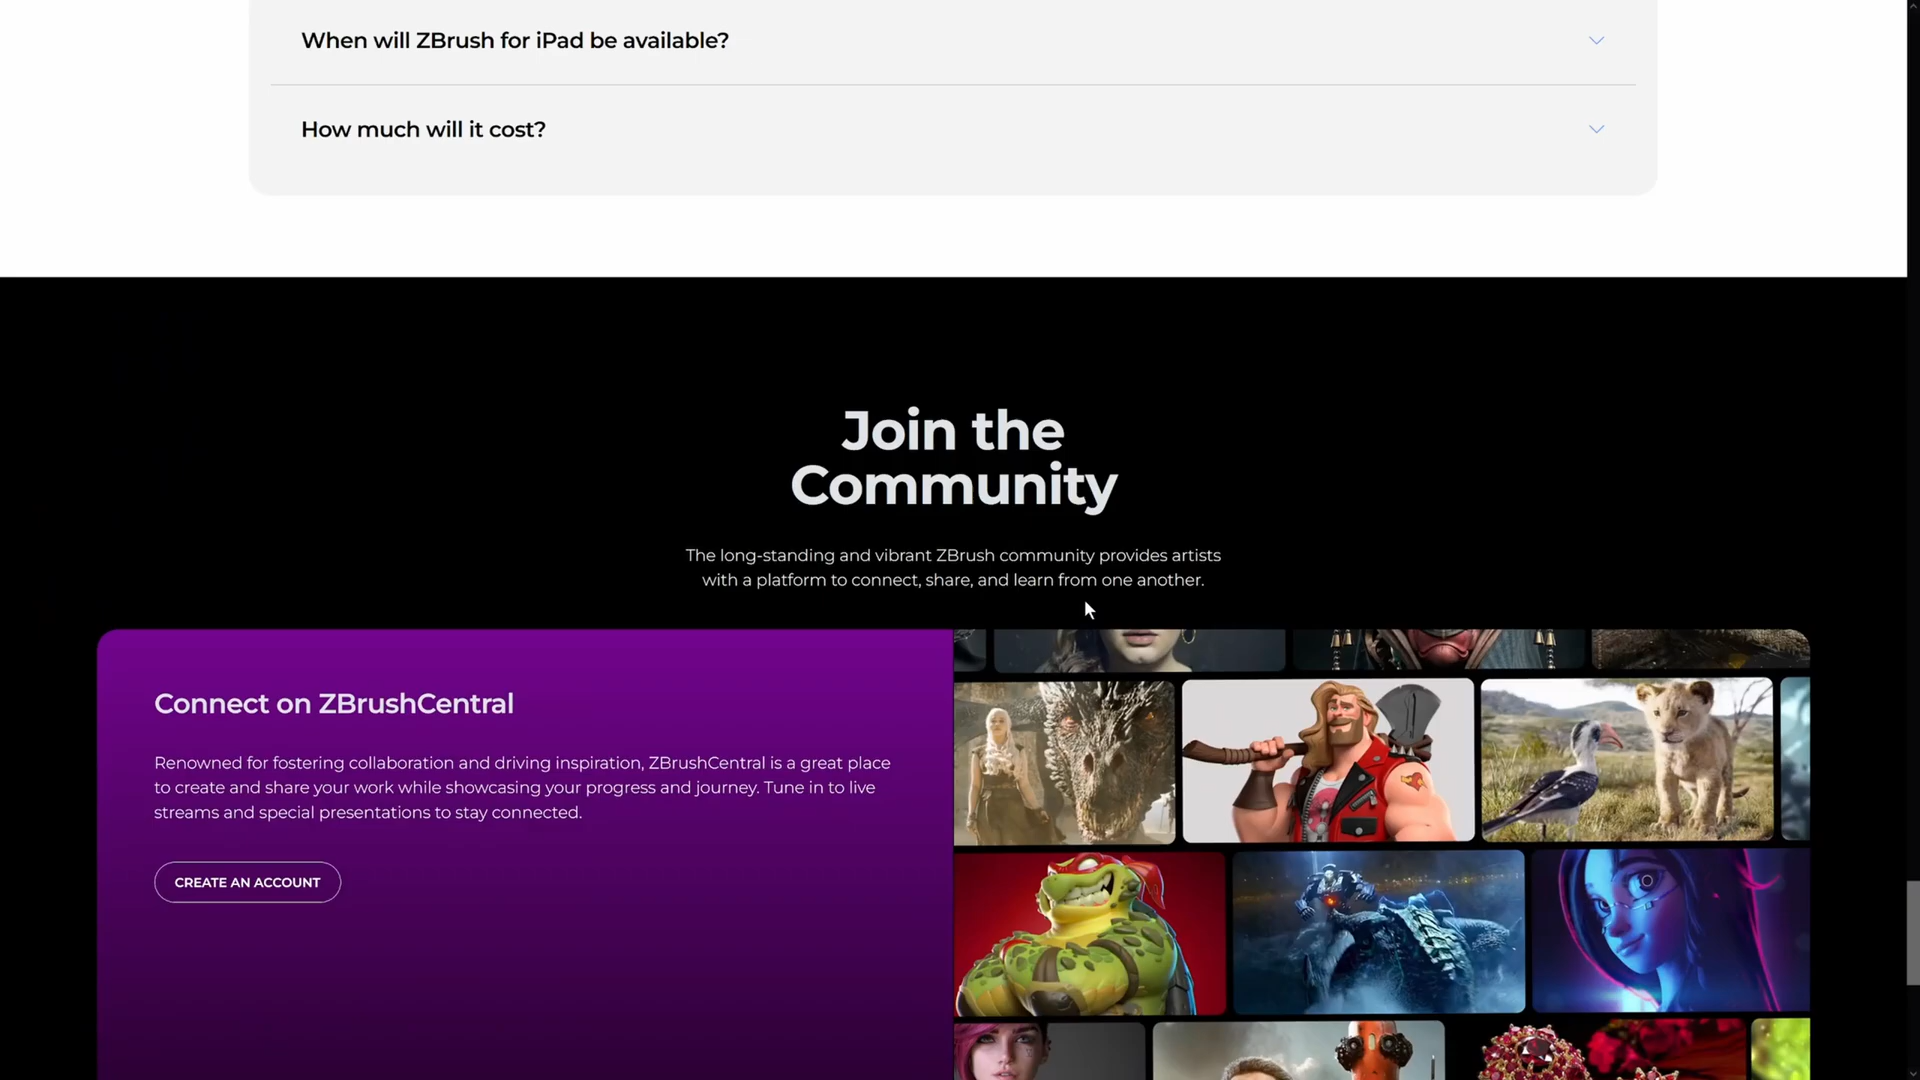 When will ZBrush for iPad be available?
How much will it cost?
Join the
Community
The long-standing and vibrant ZBrush community provides artists
with a platform to connect, share, and learn from one another.
Connect on ZBrushCentral
Renowned for fostering collaboration and driving inspiration, ZBrushCentral is a great place
to create and share your work while showcasing your progress and journey. Tune in to live
streams and special presentations to stay connected.
CREATE AN ACCOUNT